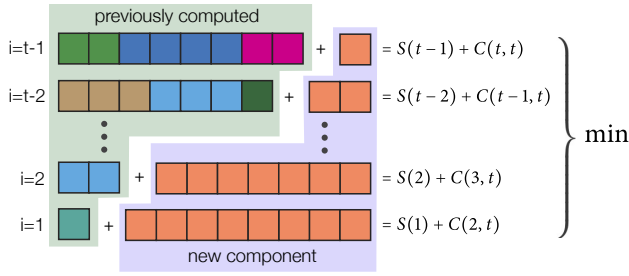 previously computed
i=t-1 + = S(t−1) + C(t, t)
i=t-2 + = S(t−2) + C(t−1, t)
i=2 + = S(2) + C(3, t)
i=1 + = S(1) + C(2, t)
min
new component